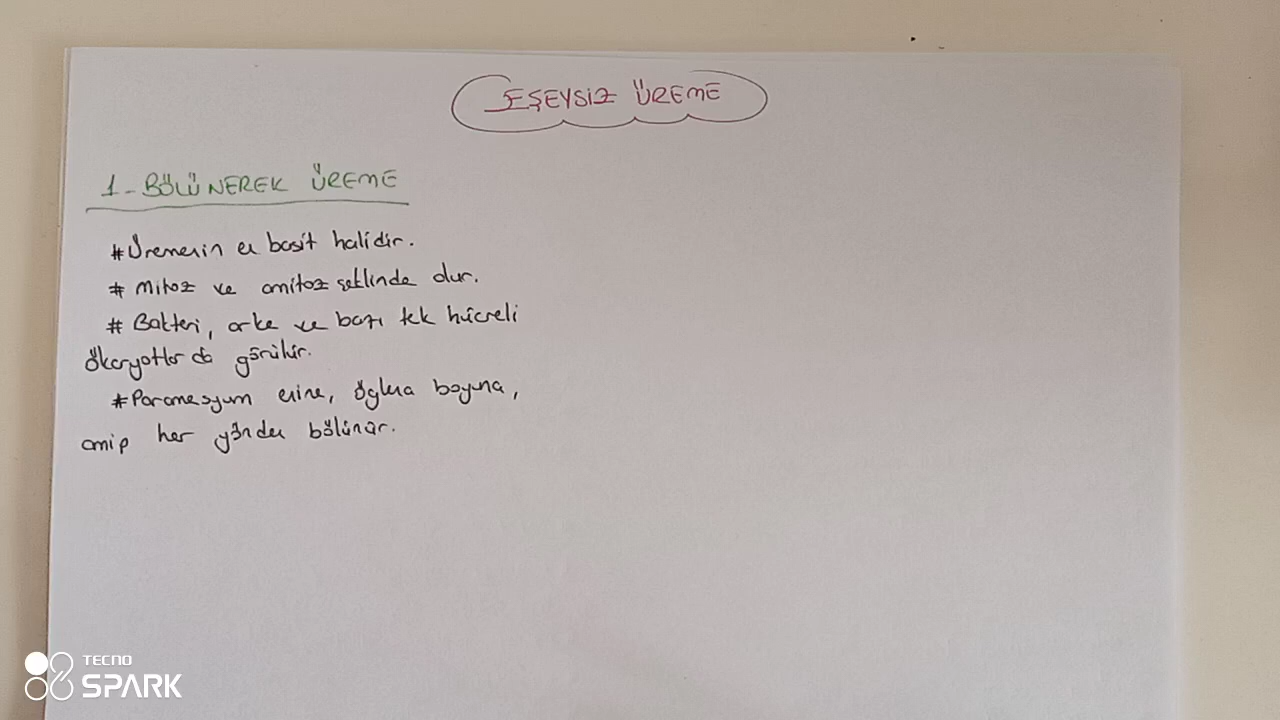 EŞEYSİZ ÜREME
1- BÖLÜNEREK ÜREME
# Üremenin en basit halidir.
# Mitoz ve amitoz şeklinde olur.
# Bakteri, arke ve bazı tek hücreli
ökaryotlarda görülür.
# Paramesyum enine, öglena boyuna,
amip her yönden bölünür.
TECNO
SPARK